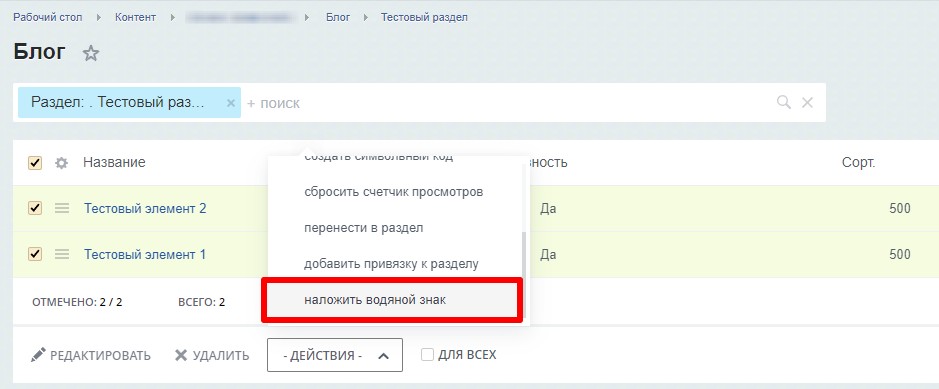 Рабочий стол Контент Блог Тестовый раздел
Блог
Раздел: . Тестовый раз... × + поиск
Название ность Сорт.
создать символьный код
сбросить счетчик просмотров
Тестовый элемент 2 Да 500
перенести в раздел
Тестовый элемент 1 Да 500
добавить привязку к разделу
наложить водяной знак
ОТМЕЧЕНО: 2 / 2 ВСЕГО: 2
РЕДАКТИРОВАТЬ УДАЛИТЬ - ДЕЙСТВИЯ - ДЛЯ ВСЕХ